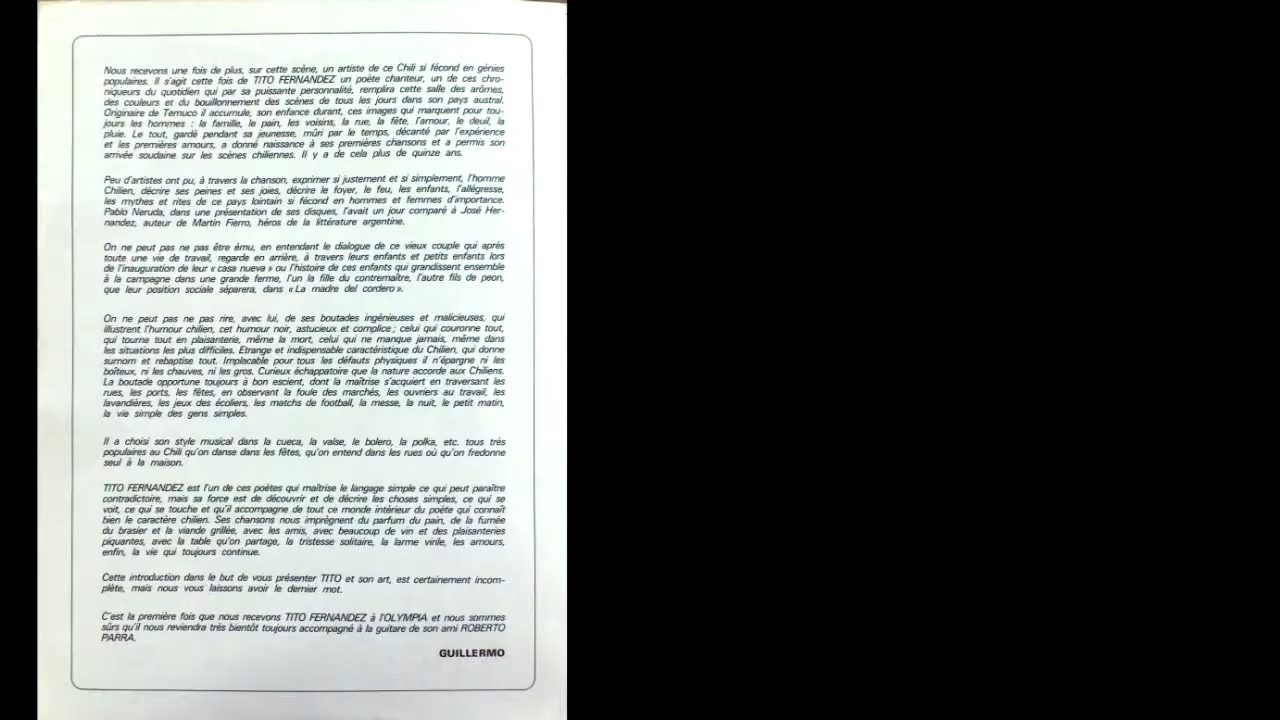 Nous recevons une fois de plus, sur cette scène, un artiste de ce Chili si fécond en génies
populaires. Il s'agit cette fois de TITO FERNANDEZ un poète chanteur, un de ces chro-
niqueurs du quotidien qui par sa puissante personnalité, remplira cette salle des arômes,
des couleurs et du bouillonnement des scènes de tous les jours dans son pays austral.
Originaire de Temuco il accumule, son enfance durant, ces images qui marquent pour tou-
jours les hommes : la famille, le pain, les voisins, la rue, la fête, l'amour, le deuil, la
pluie. Le tout, gardé pendant sa jeunesse, mûri par le temps, décanté par l'expérience
et les premières amours, a donné naissance à ses premières chansons et a permis son
arrivée soudaine sur les scènes chiliennes. Il y a de cela plus de quinze ans.
Peu d'artistes ont pu, à travers la chanson, exprimer si justement et si simplement, l'homme
Chilien, décrire ses peines et ses joies, décrire le foyer, le feu, les enfants, l'allégresse,
les mythes et rites de ce pays lointain si fécond en hommes et femmes d'importance.
Pablo Neruda, dans une présentation de ses disques, l'avait un jour comparé à José Her-
nandez, auteur de Martin Fierro, héros de la littérature argentine.
On ne peut pas ne pas être ému, en entendant le dialogue de ce vieux couple qui après
toute une vie de travail, regarde en arrière, à travers leurs enfants et petits enfants lors
de l'inauguration de leur « casa nueva » ou l'histoire de ces enfants qui grandissent ensemble
à la campagne dans une grande ferme, l'un la fille du contremaître, l'autre fils de peon,
que leur position sociale séparera, dans « La madre del cordero ».
On ne peut pas ne pas rire, avec lui, de ses boutades ingénieuses et malicieuses, qui
illustrent l'humour chilien, cet humour noir, astucieux et complice ; celui qui couronne tout,
qui tourne tout en plaisanterie, même la mort, celui qui ne manque jamais, même dans
les situations les plus difficiles. Etrange et indispensable caractéristique du Chilien, qui donne
surnom et rebaptise tout. Implacable pour tous les défauts physiques il n'épargne ni les
boîteux, ni les chauves, ni les gros. Curieux échappatoire que la nature accorde aux Chiliens.
La boutade opportune toujours à bon escient, dont la maîtrise s'acquiert en traversant les
rues, les ports, les fêtes, en observant la foule des marchés, les ouvriers au travail, les
lavandières, les jeux des écoliers, les matchs de football, la messe, la nuit, le petit matin,
la vie simple des gens simples.
Il a choisi son style musical dans la cueca, la valse, le bolero, la polka, etc. tous très
populaires au Chili qu'on danse dans les fêtes, qu'on entend dans les rues où qu'on fredonne
seul à la maison.
TITO FERNANDEZ est l'un de ces poètes qui maîtrise le langage simple ce qui peut paraître
contradictoire, mais sa force est de découvrir et de décrire les choses simples, ce qui se
voit, ce qui se touche et qu'il accompagne de tout ce monde intérieur du poète qui connaît
bien le caractère chilien. Ses chansons nous imprègnent du parfum du pain, de la fumée
du brasier et la viande grillée, avec les amis, avec beaucoup de vin et des plaisanteries
piquantes, avec la table qu'on partage, la tristesse solitaire, la larme virile, les amours,
enfin, la vie qui toujours continue.
Cette introduction dans le but de vous présenter TITO et son art, est certainement incom-
plète, mais nous vous laissons avoir le dernier mot.
C'est la première fois que nous recevons TITO FERNANDEZ à l'OLYMPIA et nous sommes
sûrs qu'il nous reviendra très bientôt toujours accompagné à la guitare de son ami ROBERTO
PARRA.
GUILLERMO